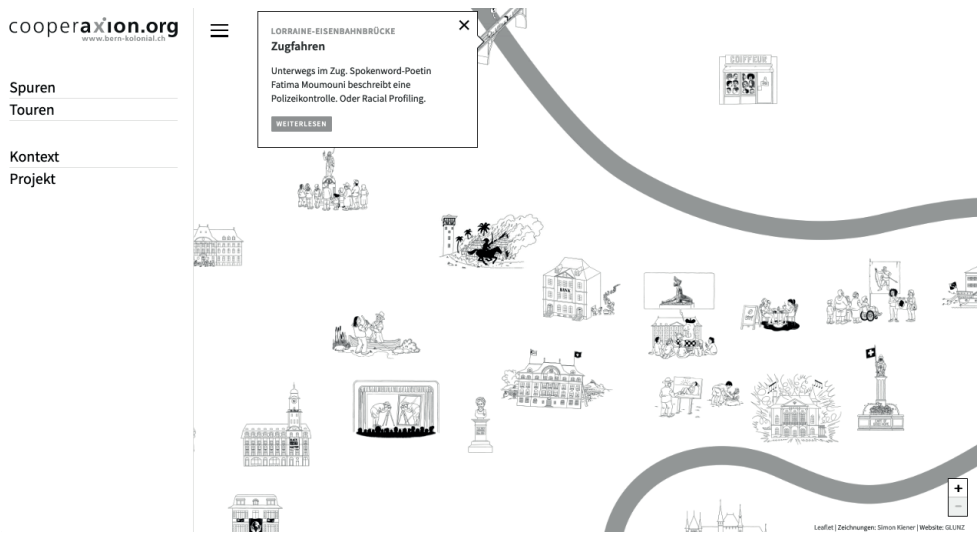 cooperaxion.org
www.bern-kolonial.ch
Spuren
Touren
Kontext
Projekt
LORRAINE-EISENBAHNBRÜCKE
Zugfahren
Unterwegs im Zug. Spokenword-Poetin
Fatima Moumouni beschreibt eine
Polizeikontrolle. Oder Racial Profiling.
WEITERLESEN
COIFFEUR
Leaflet | Zeichnungen: Simon Kiener | Website: GLUNZ